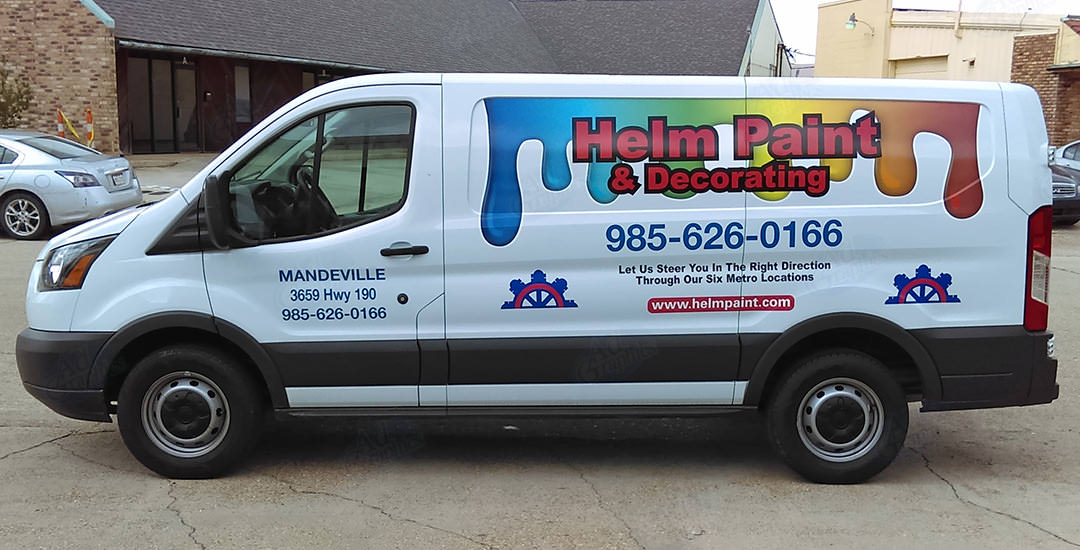 Helm Paint
& Decorating
985-626-0166
Let Us Steer You In The Right Direction
Through Our Six Metro Locations
www.helmpaint.com
MANDEVILLE
3659 Hwy 190
985-626-0166